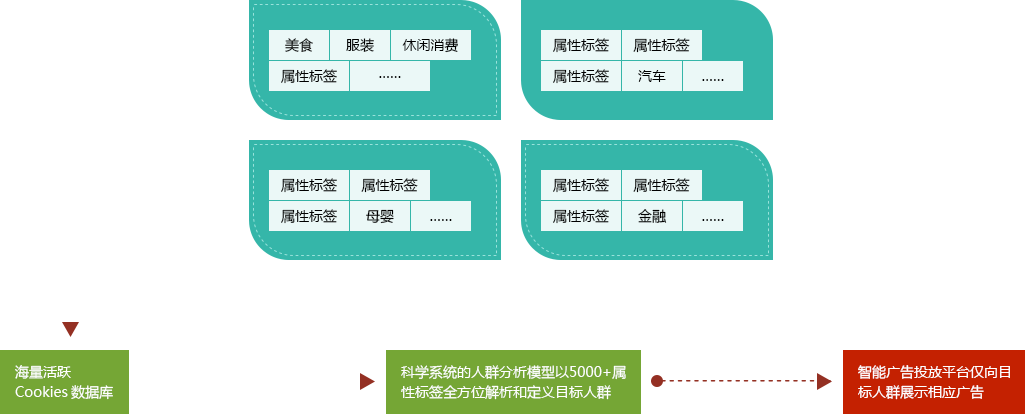 美食 服装 休闲消费
属性标签 ......
属性标签 属性标签
属性标签 汽车 ......
属性标签 属性标签
属性标签 母婴 ......
属性标签 属性标签
属性标签 金融 ......
海量活跃
Cookies 数据库
科学系统的人群分析模型以5000+属
性标签全方位解析和定义目标人群
智能广告投放平台仅向目
标人群展示相应广告